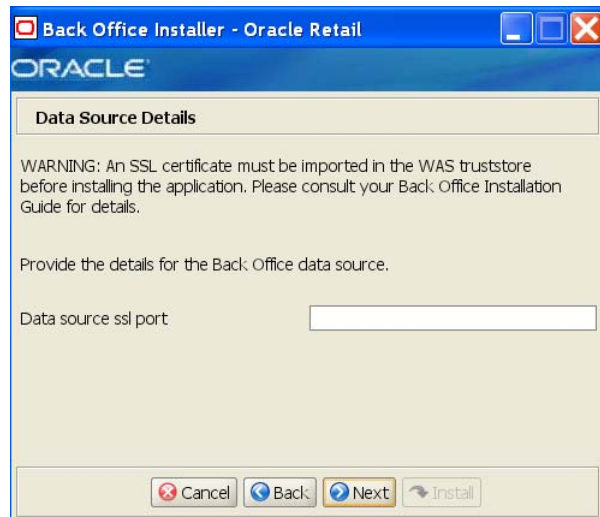 Back Office Installer - Oracle Retail
ORACLE
Data Source Details
WARNING: An SSL certificate must be imported in the WAS truststore
before installing the application. Please consult your Back Office Installation
Guide for details.
Provide the details for the Back Office data source.
Data source ssl port
Cancel Back Next Install